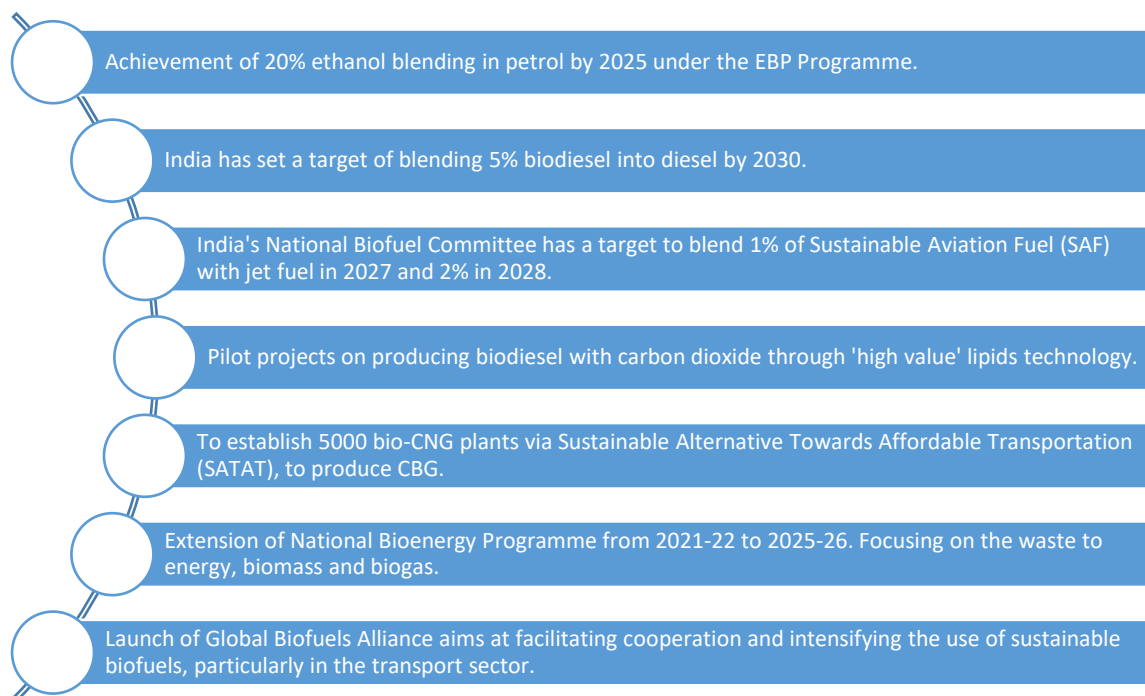 Achievement of 20% ethanol blending in petrol by 2025 under the EBP Programme.
India has set a target of blending 5% biodiesel into diesel by 2030.
India's National Biofuel Committee has a target to blend 1% of Sustainable Aviation Fuel (SAF)
with jet fuel in 2027 and 2% in 2028.
Pilot projects on producing biodiesel with carbon dioxide through 'high value' lipids technology.
To establish 5000 bio-CNG plants via Sustainable Alternative Towards Affordable Transportation
(SATAT), to produce CBG.
Extension of National Bioenergy Programme from 2021-22 to 2025-26. Focusing on the waste to
energy, biomass and biogas.
Launch of Global Biofuels Alliance aims at facilitating cooperation and intensifying the use of sustainable
biofuels, particularly in the transport sector.